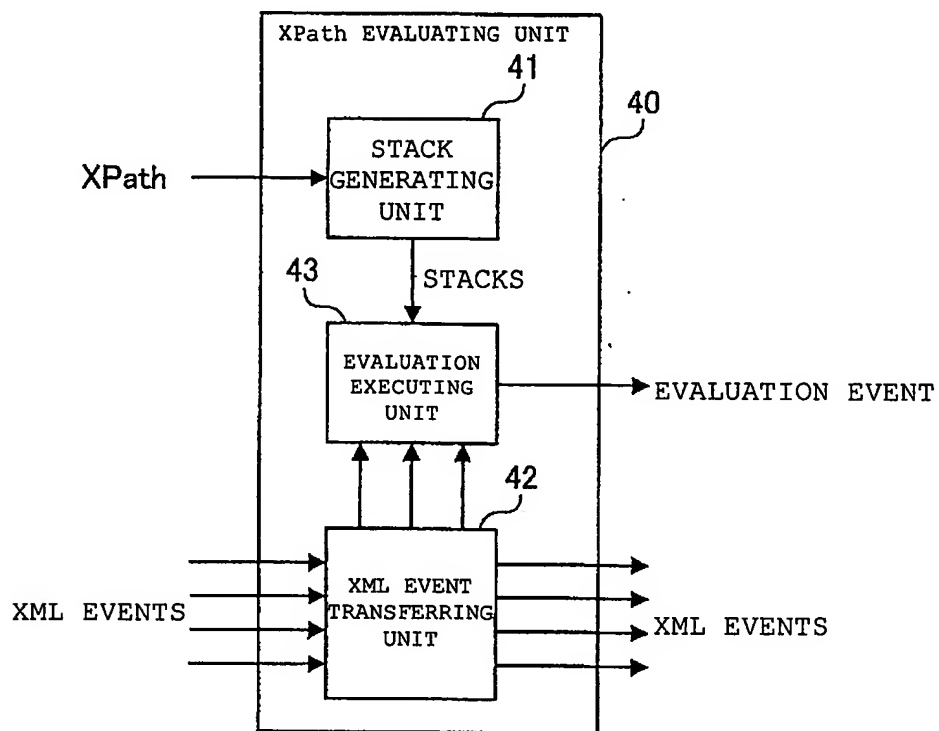 XPath EVALUATING UNIT
41
40
STACK
GENERATING
UNIT
XPath
STACKS
43
EVALUATION
EXECUTING
UNIT
EVALUATION EVENT
42
XML EVENT
TRANSFERRING
UNIT
XML EVENTS
XML EVENTS